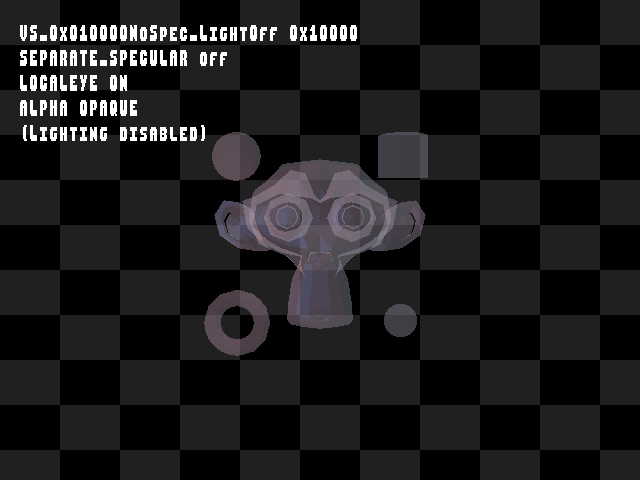 VS_0x010000NoSpec_LightOff 0x10000
SEPARATE_SPECULAR off
LOCALEYE ON
ALPHA OPAQUE
(Lighting disabled)